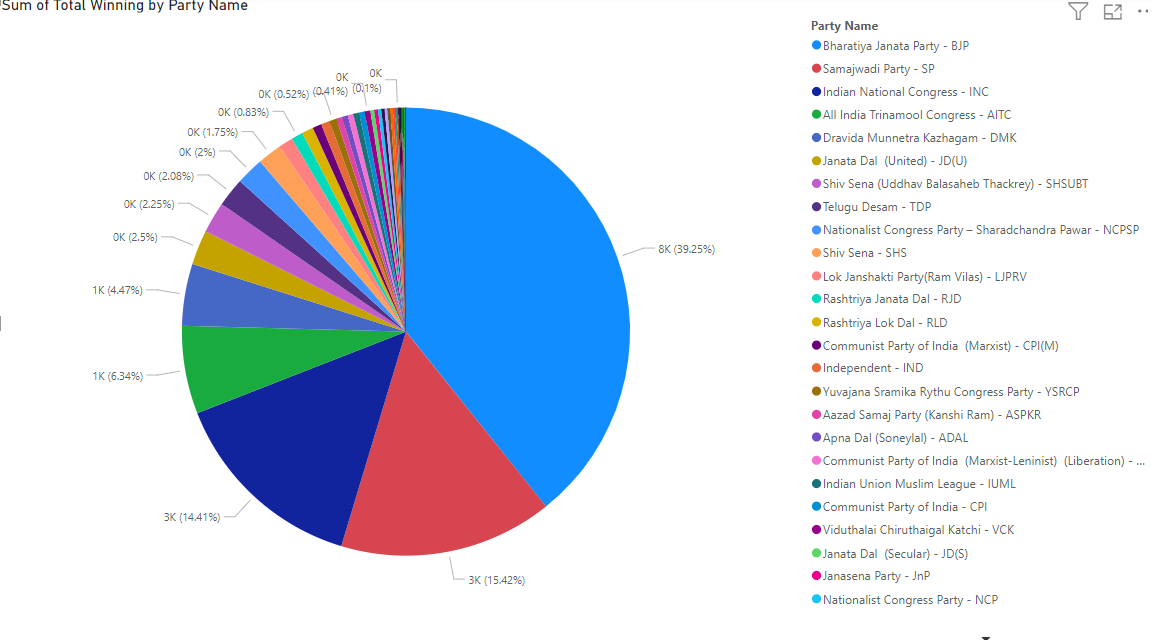 Sum of Total Winning by Party Name
0K
0K
0K (0.52%)
(0.41%)
(0.1%)
0K (0.83%)
0K (1.75%)
0K (2%)
0K (2.08%)
0K (2.25%)
0K (2.5%)
1K (4.47%)
1K (6.34%)
3K (14.41%)
3K (15.42%)
8K (39.25%)
Party Name
Bharatiya Janata Party - BJP
Samajwadi Party - SP
Indian National Congress - INC
All India Trinamool Congress - AITC
Dravida Munnetra Kazhagam - DMK
Janata Dal (United) - JD(U)
Shiv Sena (Uddhav Balasaheb Thackrey) - SHSUBT
Telugu Desam - TDP
Nationalist Congress Party – Sharadchandra Pawar - NCPSP
Shiv Sena - SHS
Lok Janshakti Party(Ram Vilas) - LJPRV
Rashtriya Janata Dal - RJD
Rashtriya Lok Dal - RLD
Communist Party of India (Marxist) - CPI(M)
Independent - IND
Yuvajana Sramika Rythu Congress Party - YSRCP
Aazad Samaj Party (Kanshi Ram) - ASPKR
Apna Dal (Soneylal) - ADAL
Communist Party of India (Marxist-Leninist) (Liberation) - ...
Indian Union Muslim League - IUML
Communist Party of India - CPI
Viduthalai Chiruthaigal Katchi - VCK
Janata Dal (Secular) - JD(S)
Janasena Party - JnP
Nationalist Congress Party - NCP